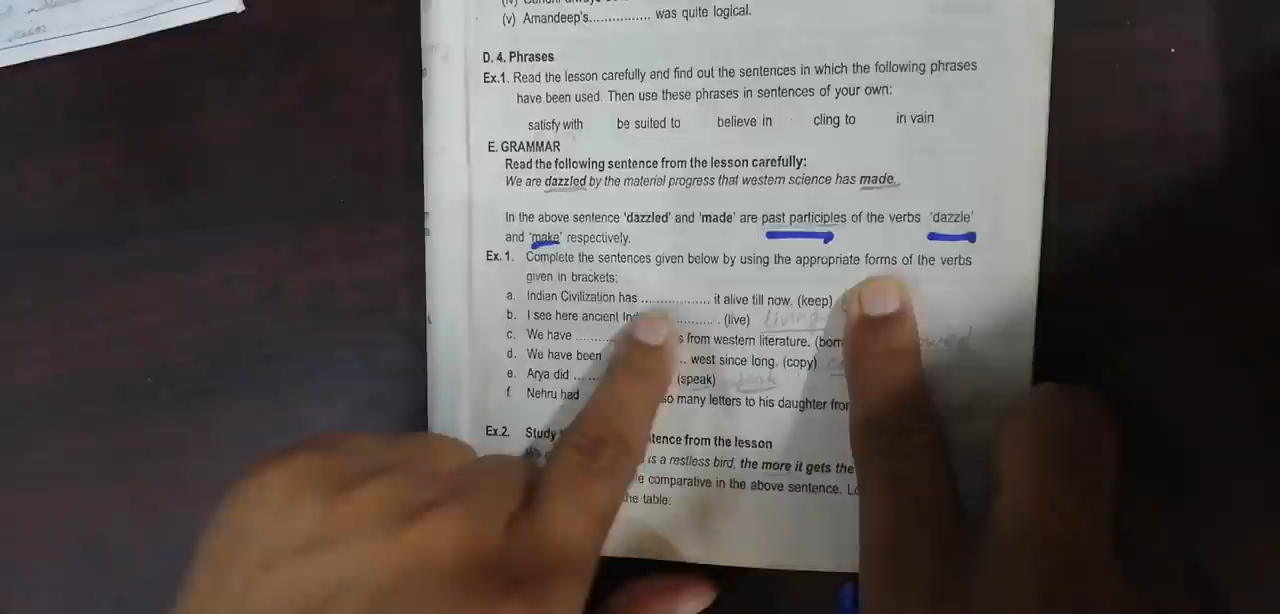 (v) Amandeep's............... was quite logical.
D. 4. Phrases
Ex.1. Read the lesson carefully and find out the sentences in which the following phrases
have been used. Then use these phrases in sentences of your own:
satisfy with be suited to believe in cling to in vain
E. GRAMMAR
Read the following sentence from the lesson carefully:
We are dazzled by the material progress that western science has made.
In the above sentence 'dazzled' and 'made' are past participles of the verbs 'dazzle'
and 'make' respectively.
Ex. 1. Complete the sentences given below by using the appropriate forms of the verbs
given in brackets:
a. Indian Civilization has ................. it alive till now. (keep)
b. I see here ancient .......... . (live) living
c. We have ......... s from western literature.
d. We have been .. west since long. (copy)
e. Arya did ...... (speak)
f. Nehru had so many letters to his daughter
Ex.2. Study tence from the lesson
is a restless bird, the more it gets the
e comparative in the above sentence.
he table: